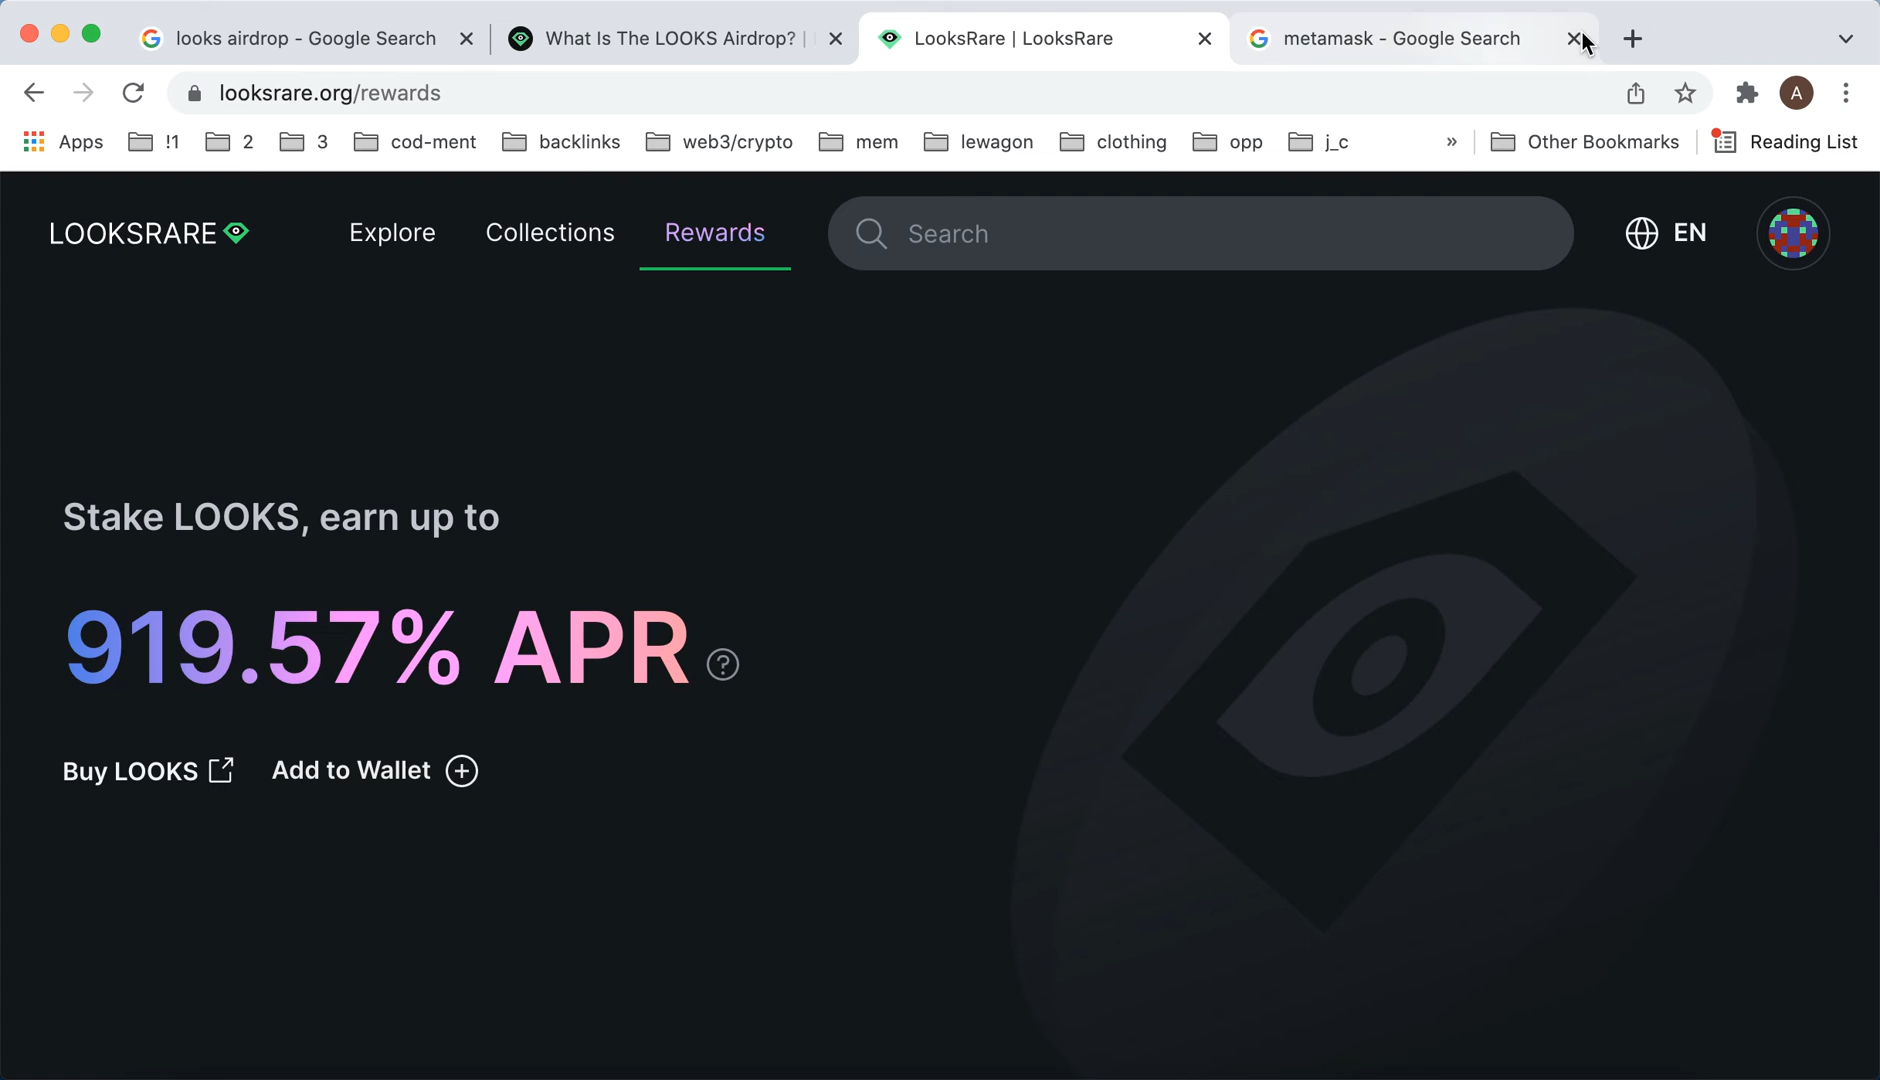 looks airdrop - Google Search
What Is The LOOKS Airdrop? |
LooksRare | LooksRare
metamask - Google Search
looksrare.org/rewards
A
Apps
!1
2
3
cod-ment
backlinks
web3/crypto
mem
lewagon
clothing
opp
j_c
»
Other Bookmarks
Reading List
LOOKSRARE
Explore
Collections
Rewards
Search
EN
Stake LOOKS, earn up to
919.57% APR ?
Buy LOOKS
Add to Wallet